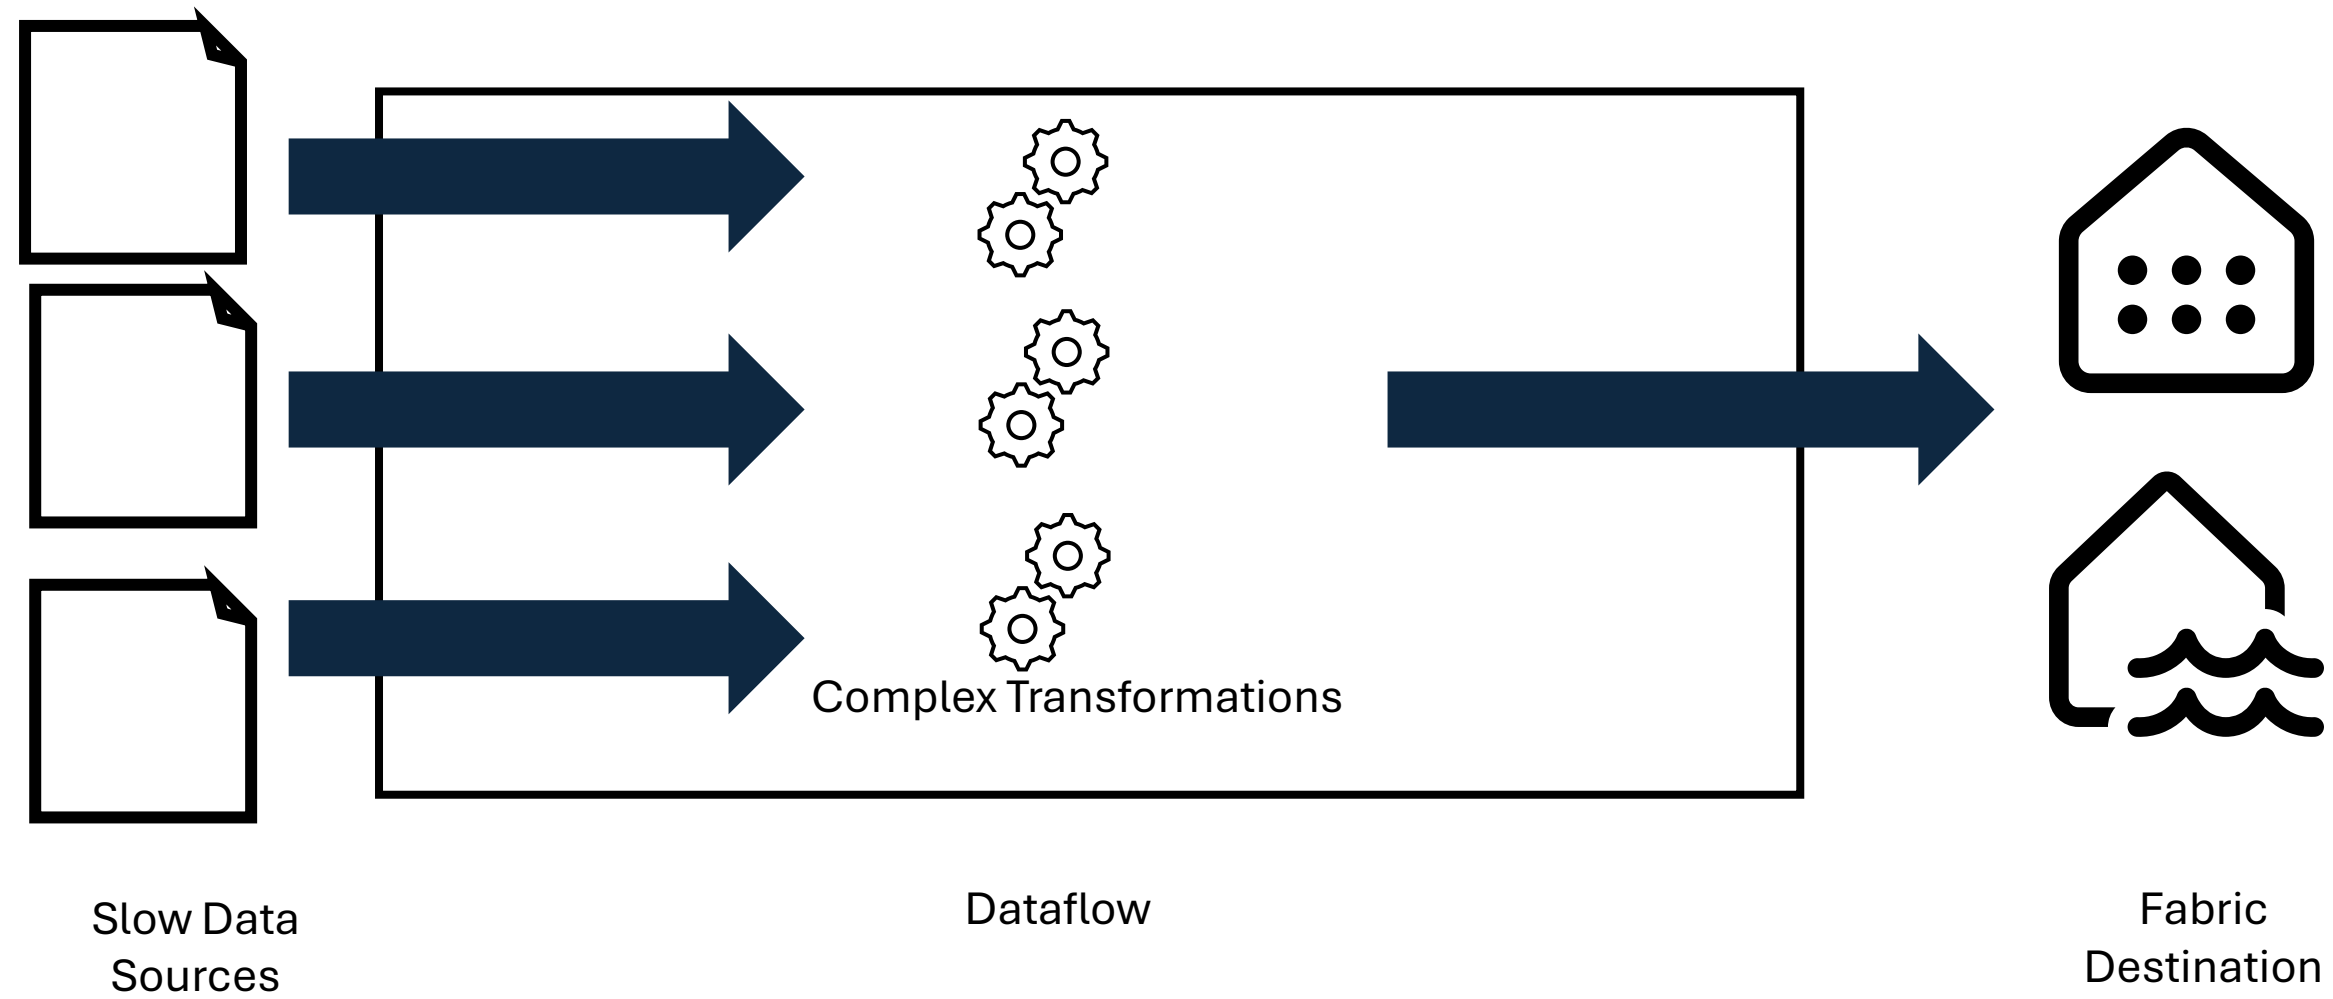 Complex Transformations
Slow Data
Sources
Dataflow
Fabric
Destination